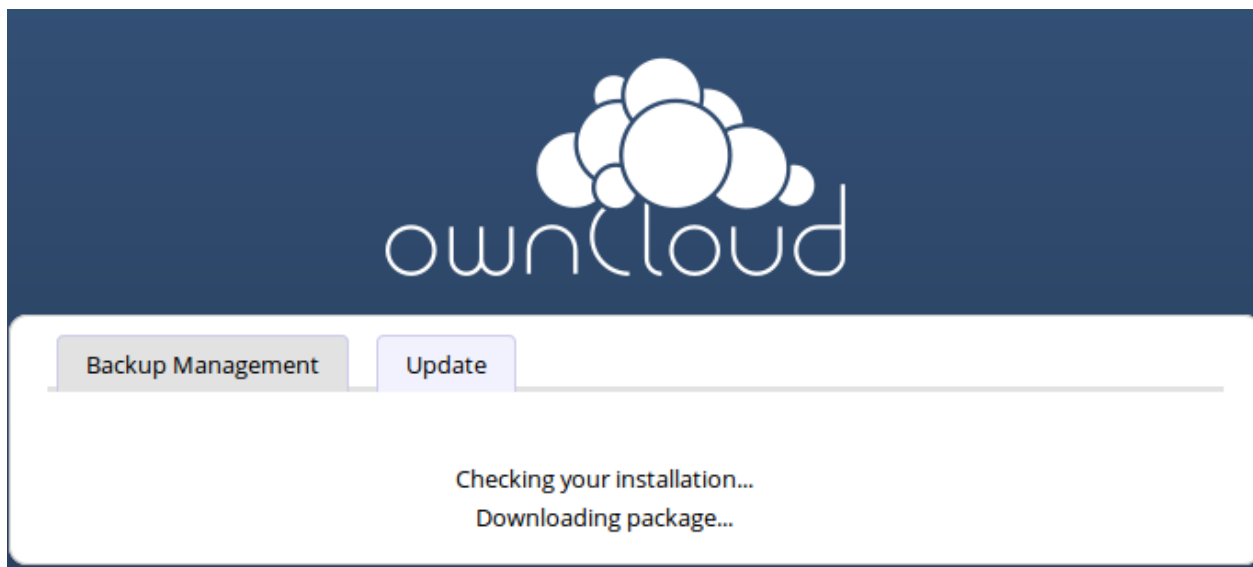 ownCloud
Backup Management
Update
Checking your installation...
Downloading package...